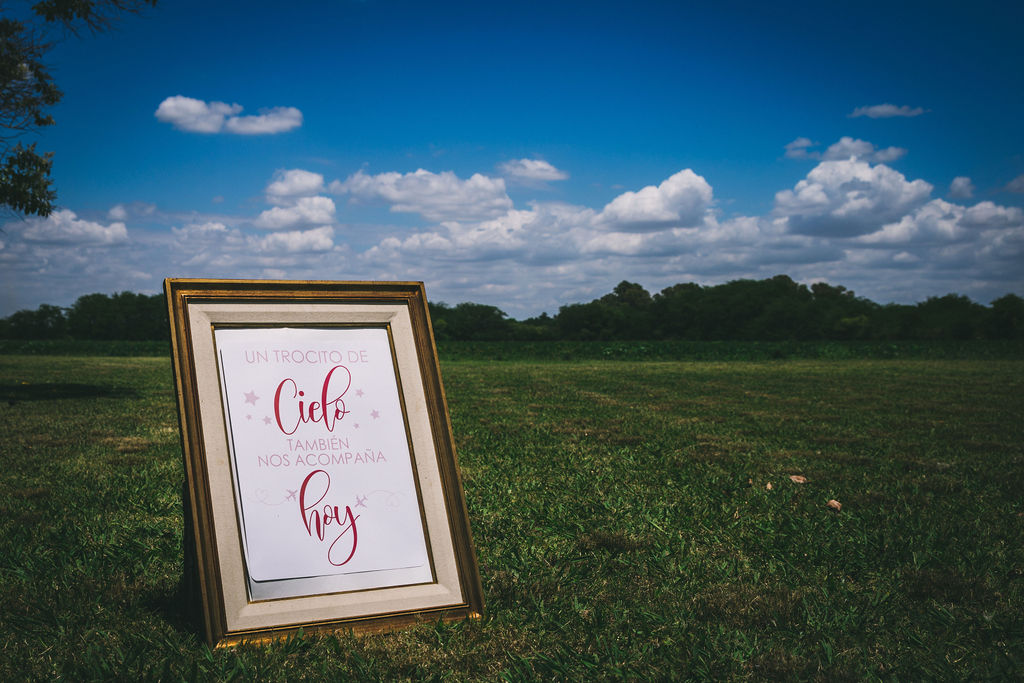 UN TROCITO DE
Cielo
TAMBIÉN
NOS ACOMPAÑA
hoy